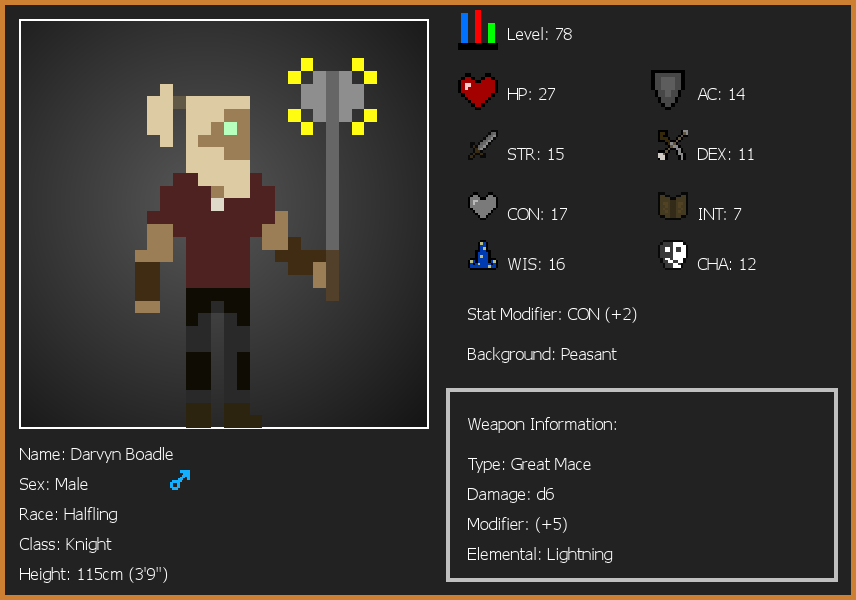 Level: 78
HP: 27
AC: 14
STR: 15
DEX: 11
CON: 17
INT: 7
WIS: 16
CHA: 12
Stat Modifier: CON (+2)
Background: Peasant
Weapon Information:
Type: Great Mace
Damage: d6
Modifier: (+5)
Elemental: Lightning
Name: Darvyn Boadle
Sex: Male
Race: Halfling
Class: Knight
Height: 115cm (3'9")